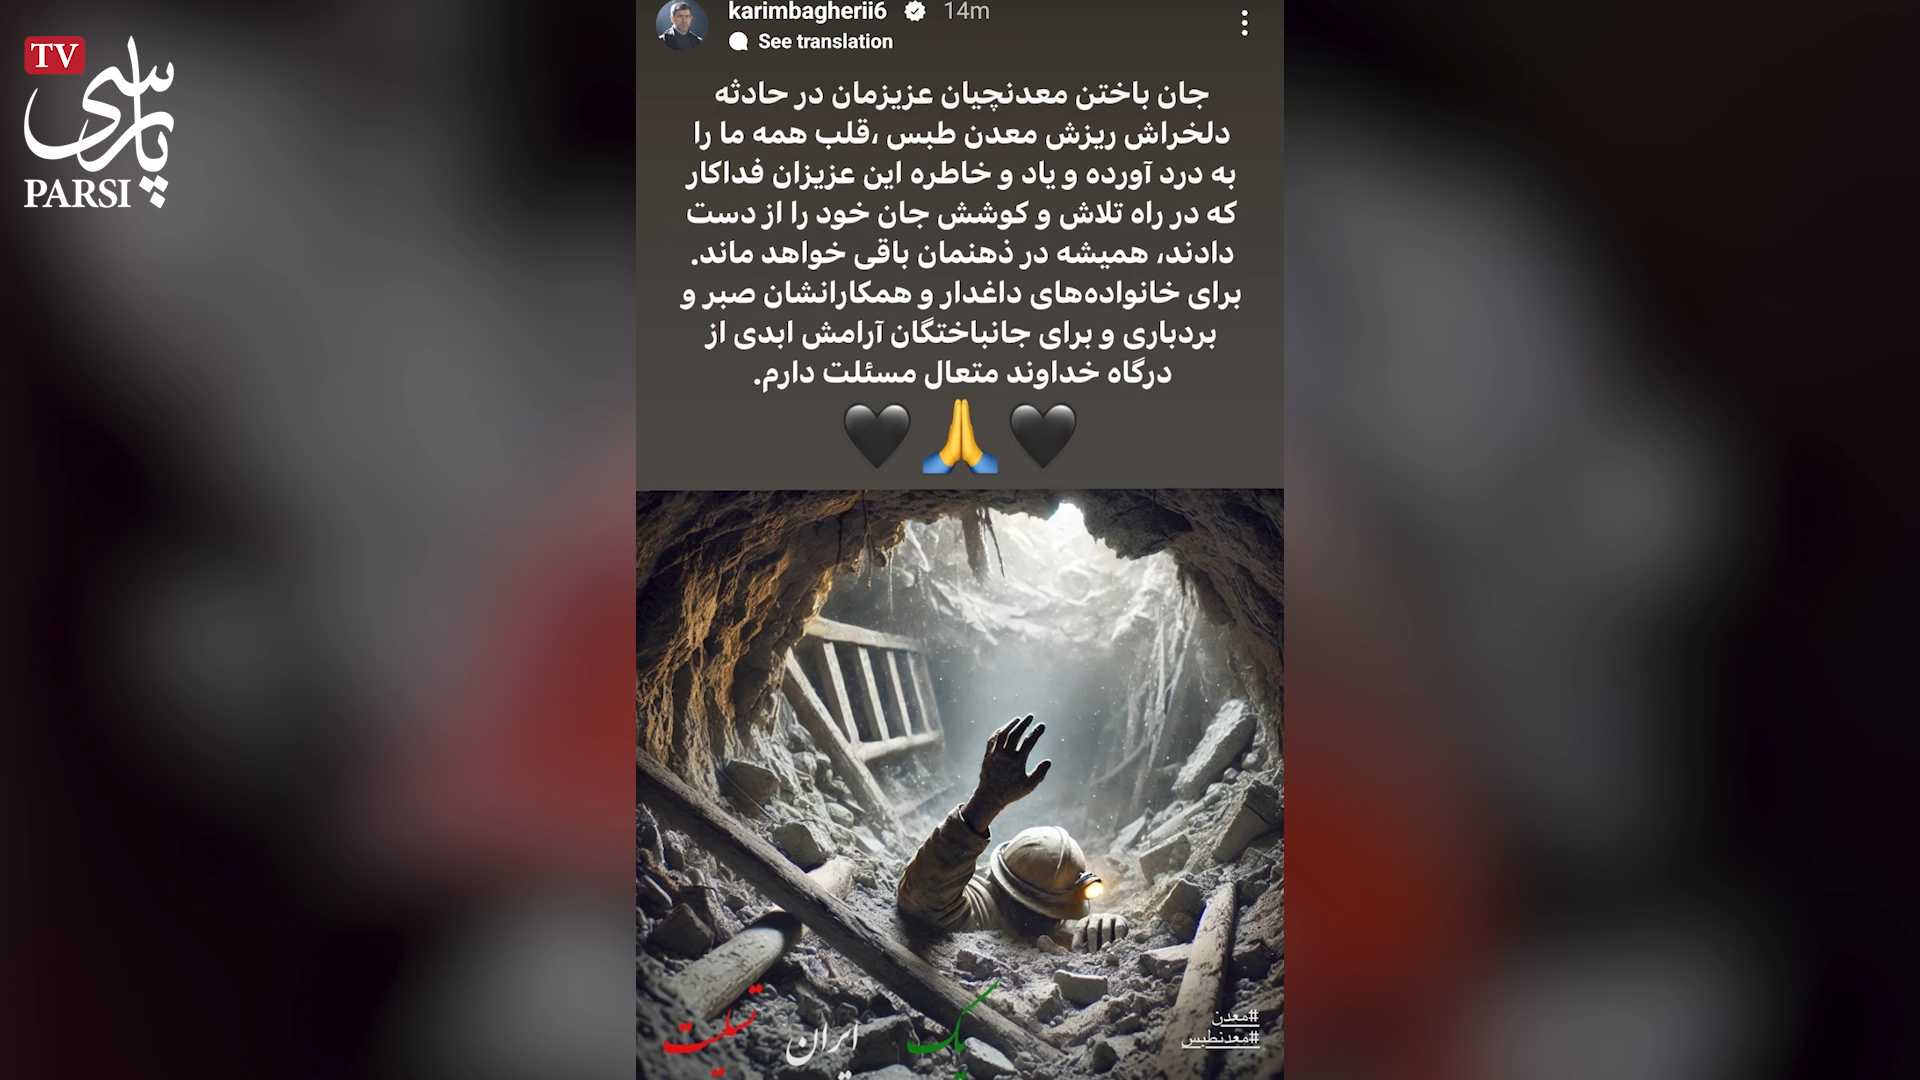 TV
پارسی
PARSI
karimbagherii6 14m
See translation
جان باختن معدنچیان عزیزمان در حادثه
دلخراش ریزش معدن طبس ،قلب همه ما را
به درد آورده و یاد و خاطره این عزیزان فداکار
که در راه تلاش و کوشش جان خود را از دست
دادند، همیشه در ذهنمان باقی خواهد ماند.
برای خانواده‌های داغدار و همکارانشان صبر و
بردباری و برای جانباختگان آرامش ابدی از
درگاه خداوند متعال مسئلت دارم.
🖤🙏🖤
#معدن
#معدنطبس
یک ایران تسلیت